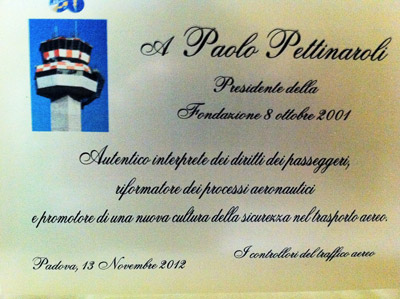 A Paolo Pettinaroli
Presidente della
Fondazione 8 ottobre 2001
Autentico interprete dei diritti dei passeggeri,
riformatore dei processi aeronautici
e promotore di una nuova cultura della sicurezza nel trasporto aereo.
I controllori del traffico aereo
Padova, 13 Novembre 2012